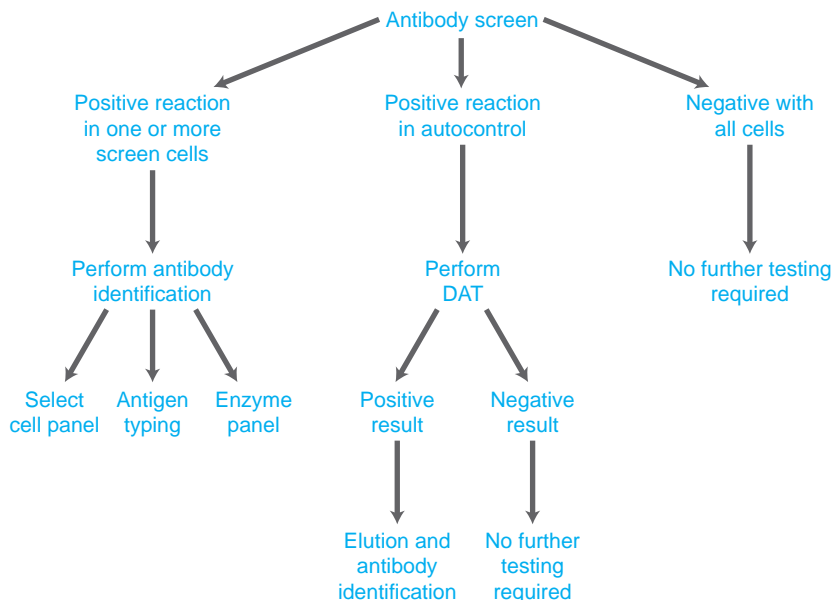 Antibody screen
Positive reaction
in one or more
screen cells
Positive reaction
in autocontrol
Negative with
all cells
Perform antibody
identification
Perform
DAT
No further testing
required
Select
cell panel
Antigen
typing
Enzyme
panel
Positive
result
Negative
result
Elution and
antibody
identification
No further
testing
required